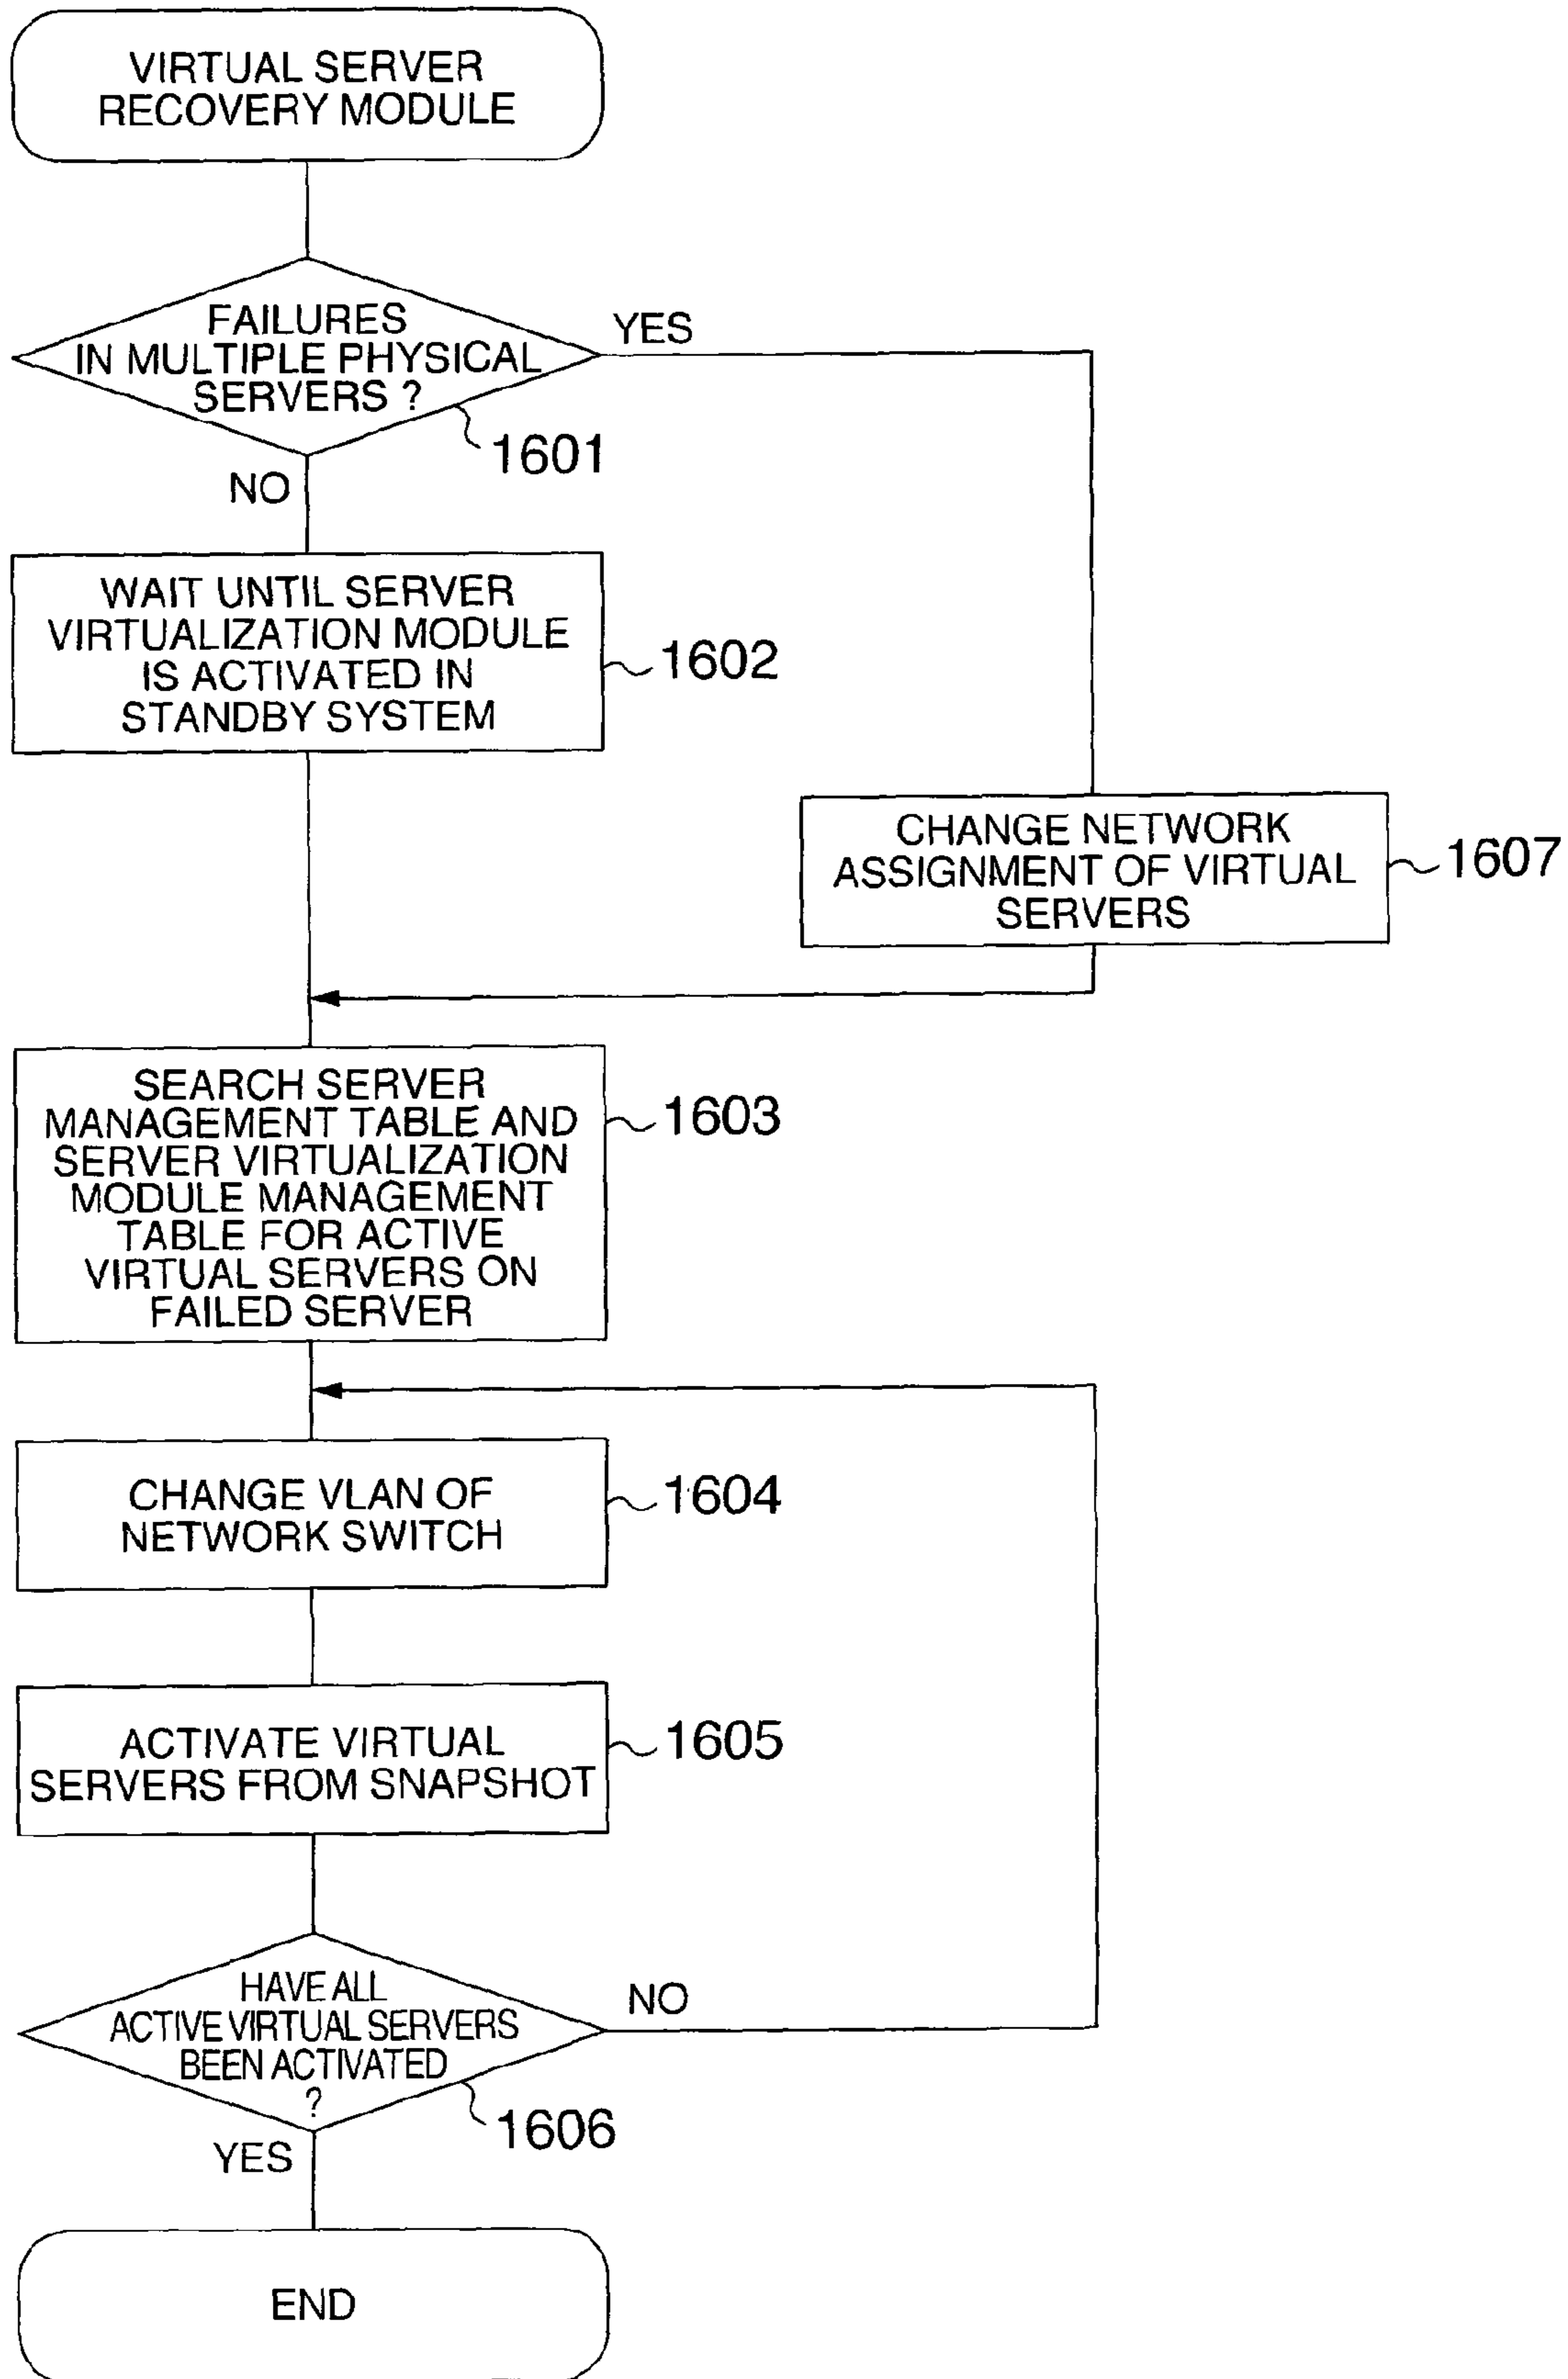 VIRTUAL SERVER
RECOVERY MODULE
FAILURES
IN MULTIPLE PHYSICAL
SERVERS ?
YES
1601
NO
WAIT UNTIL SERVER
VIRTUALIZATION MODULE
IS ACTIVATED IN
STANDBY SYSTEM
1602
CHANGE NETWORK
ASSIGNMENT OF VIRTUAL
SERVERS
1607
SEARCH SERVER
MANAGEMENT TABLE AND
SERVER VIRTUALIZATION
MODULE MANAGEMENT
TABLE FOR ACTIVE
VIRTUAL SERVERS ON
FAILED SERVER
1603
CHANGE VLAN OF
NETWORK SWITCH
1604
ACTIVATE VIRTUAL
SERVERS FROM SNAPSHOT
1605
HAVE ALL
ACTIVE VIRTUAL SERVERS
BEEN ACTIVATED
?
NO
1606
YES
END